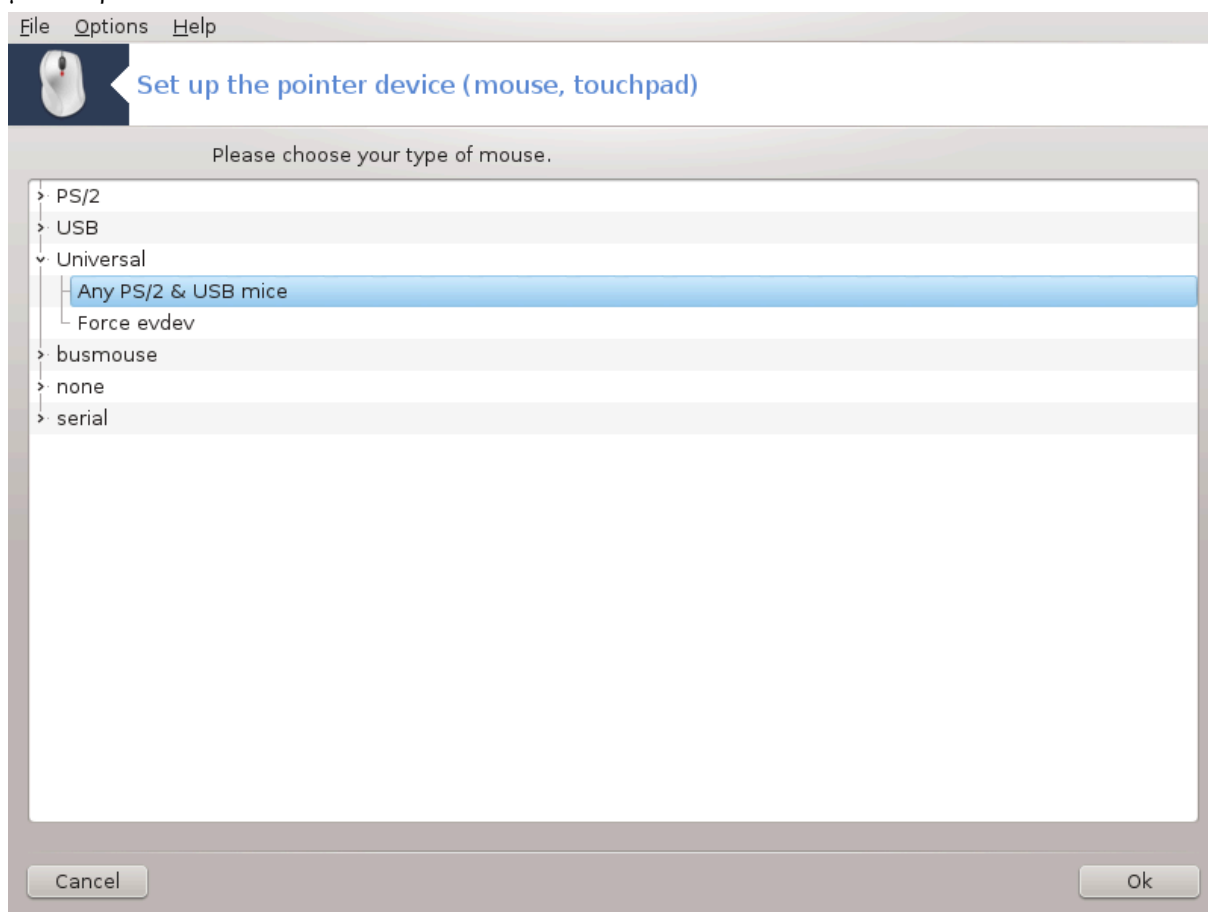 File Options Help
Set up the pointer device (mouse, touchpad)
Please choose your type of mouse.
PS/2
USB
Universal
Any PS/2 & USB mice
Force evdev
busmouse
none
serial
Cancel Ok